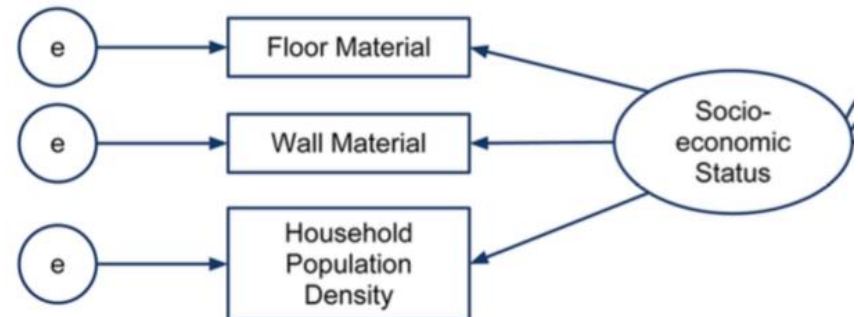 e
Floor Material
e
Wall Material
e
Household
Population
Density
Socio-
economic
Status